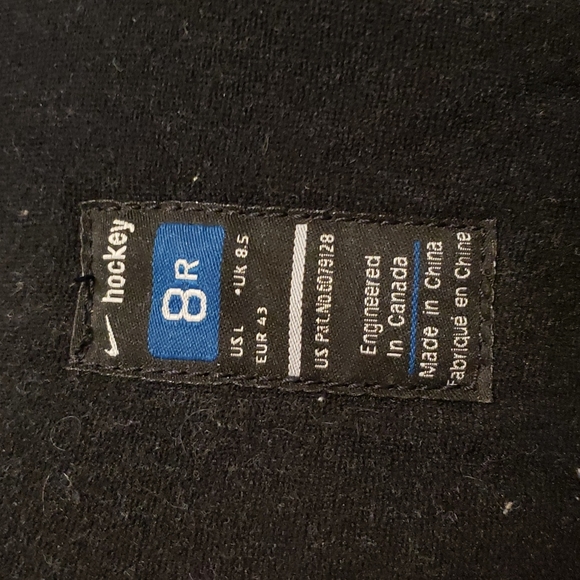 hockey
8R
US L *UK 8.5
EUR 43
US Pat.No.6079128
Engineered
In Canada
Made in China
Fabriqué en Chine